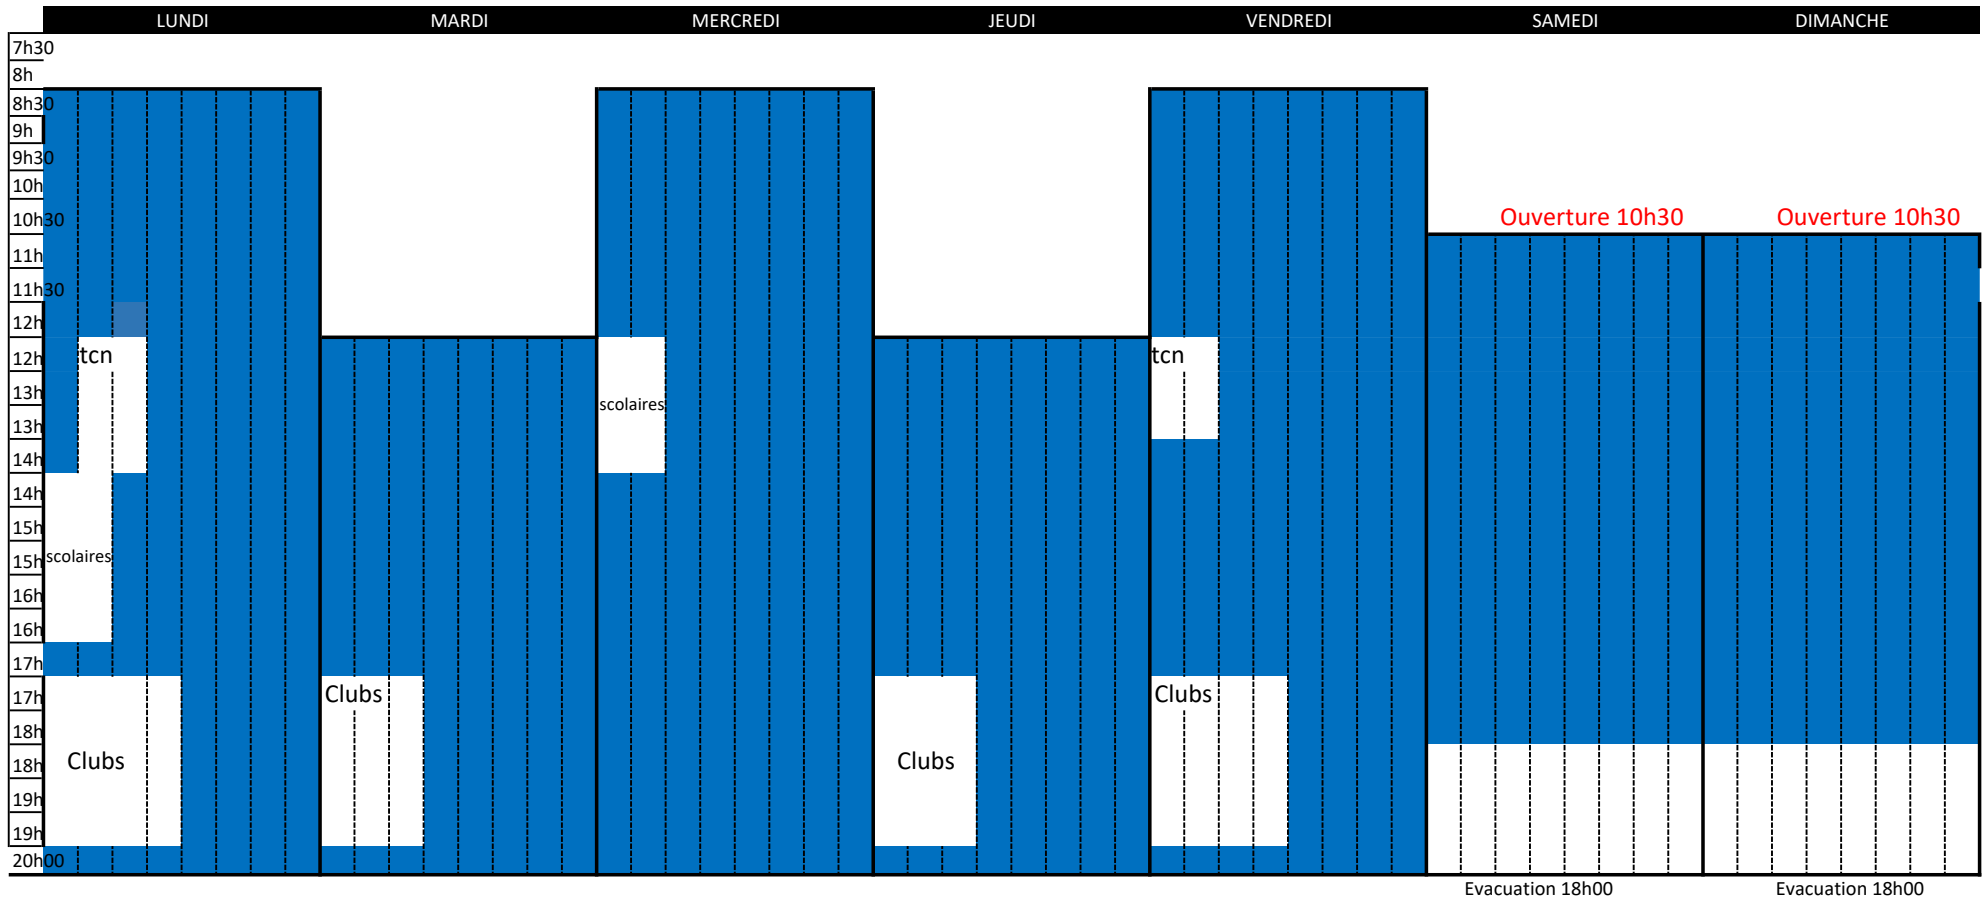 LUNDI MARDI MERCREDI JEUDI VENDREDI SAMEDI DIMANCHE
7h30
8h
8h30
9h
9h30
10h
10h30 Ouverture 10h30 Ouverture 10h30
11h
11h30
12h
12h tcn tcn
13h
scolaires
13h
14h
14h
15h
15h scolaires
16h
16h
17h
17h Clubs Clubs
18h
18h Clubs Clubs
19h
19h
20h00
Evacuation 18h00 Evacuation 18h00